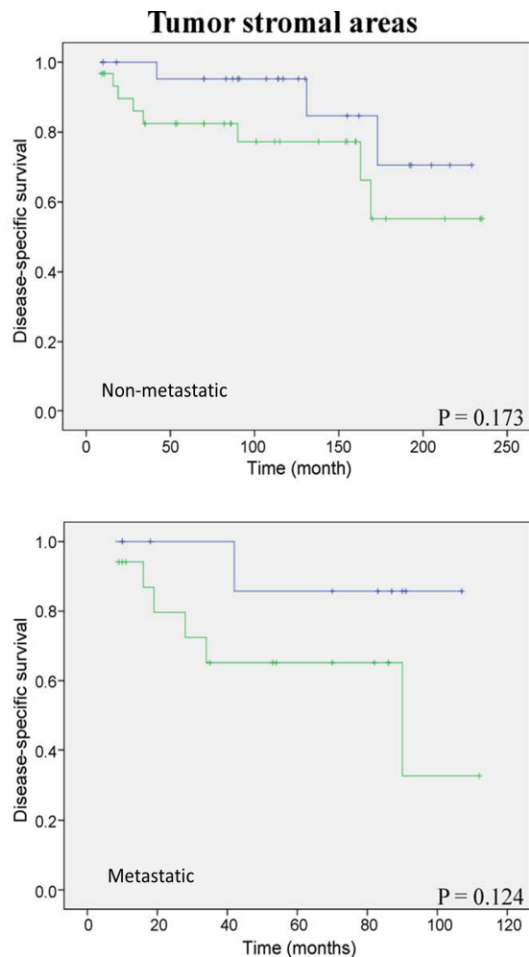 Tumor stromal areas
Disease-specific survival
1.0
0.8
0.6
0.4
0.2
0.0
Non-metastatic
P = 0.173
0 50 100 150 200 250
Time (month)
Disease-specific survival
1.0
0.8
0.6
0.4
0.2
0.0
Metastatic
P = 0.124
0 20 40 60 80 100 120
Time (months)